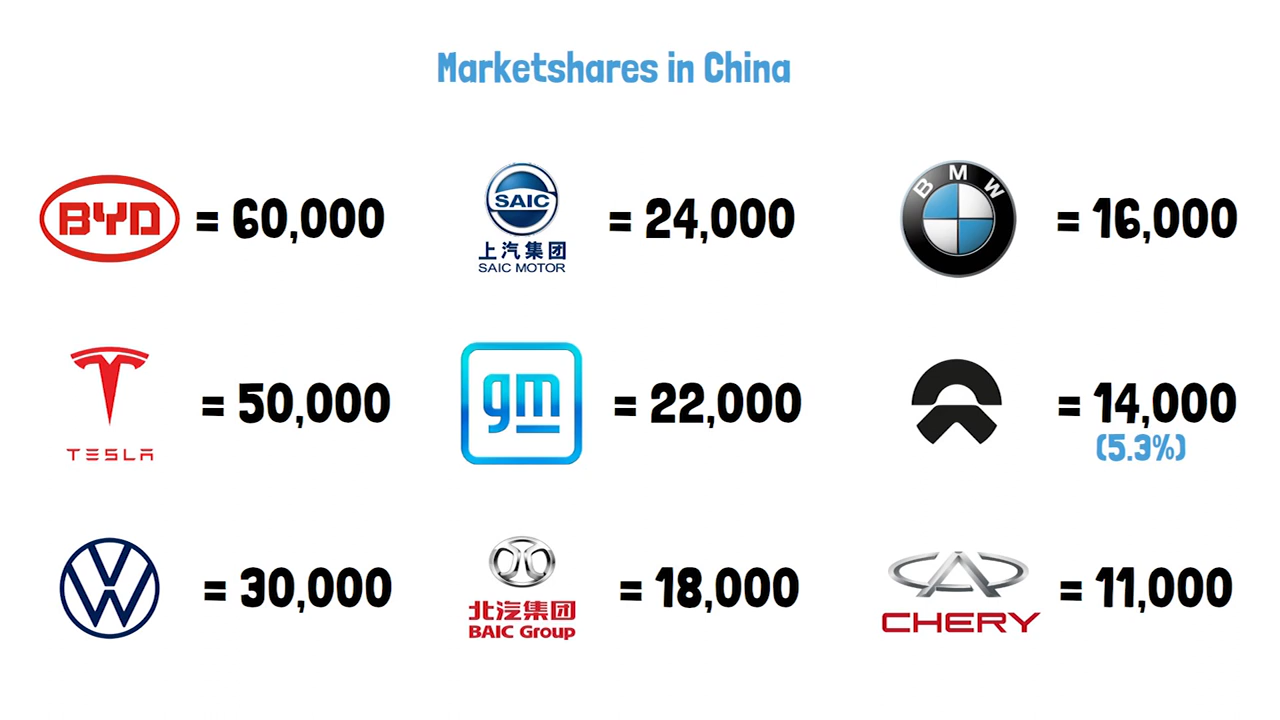 Marketshares in China
BYD = 60,000
SAIC
上汽集团
SAIC MOTOR
= 24,000
BMW = 16,000
TESLA
= 50,000
gm = 22,000
= 14,000
(5.3%)
= 30,000
北汽集团
BAIC Group
= 18,000
CHERY
= 11,000